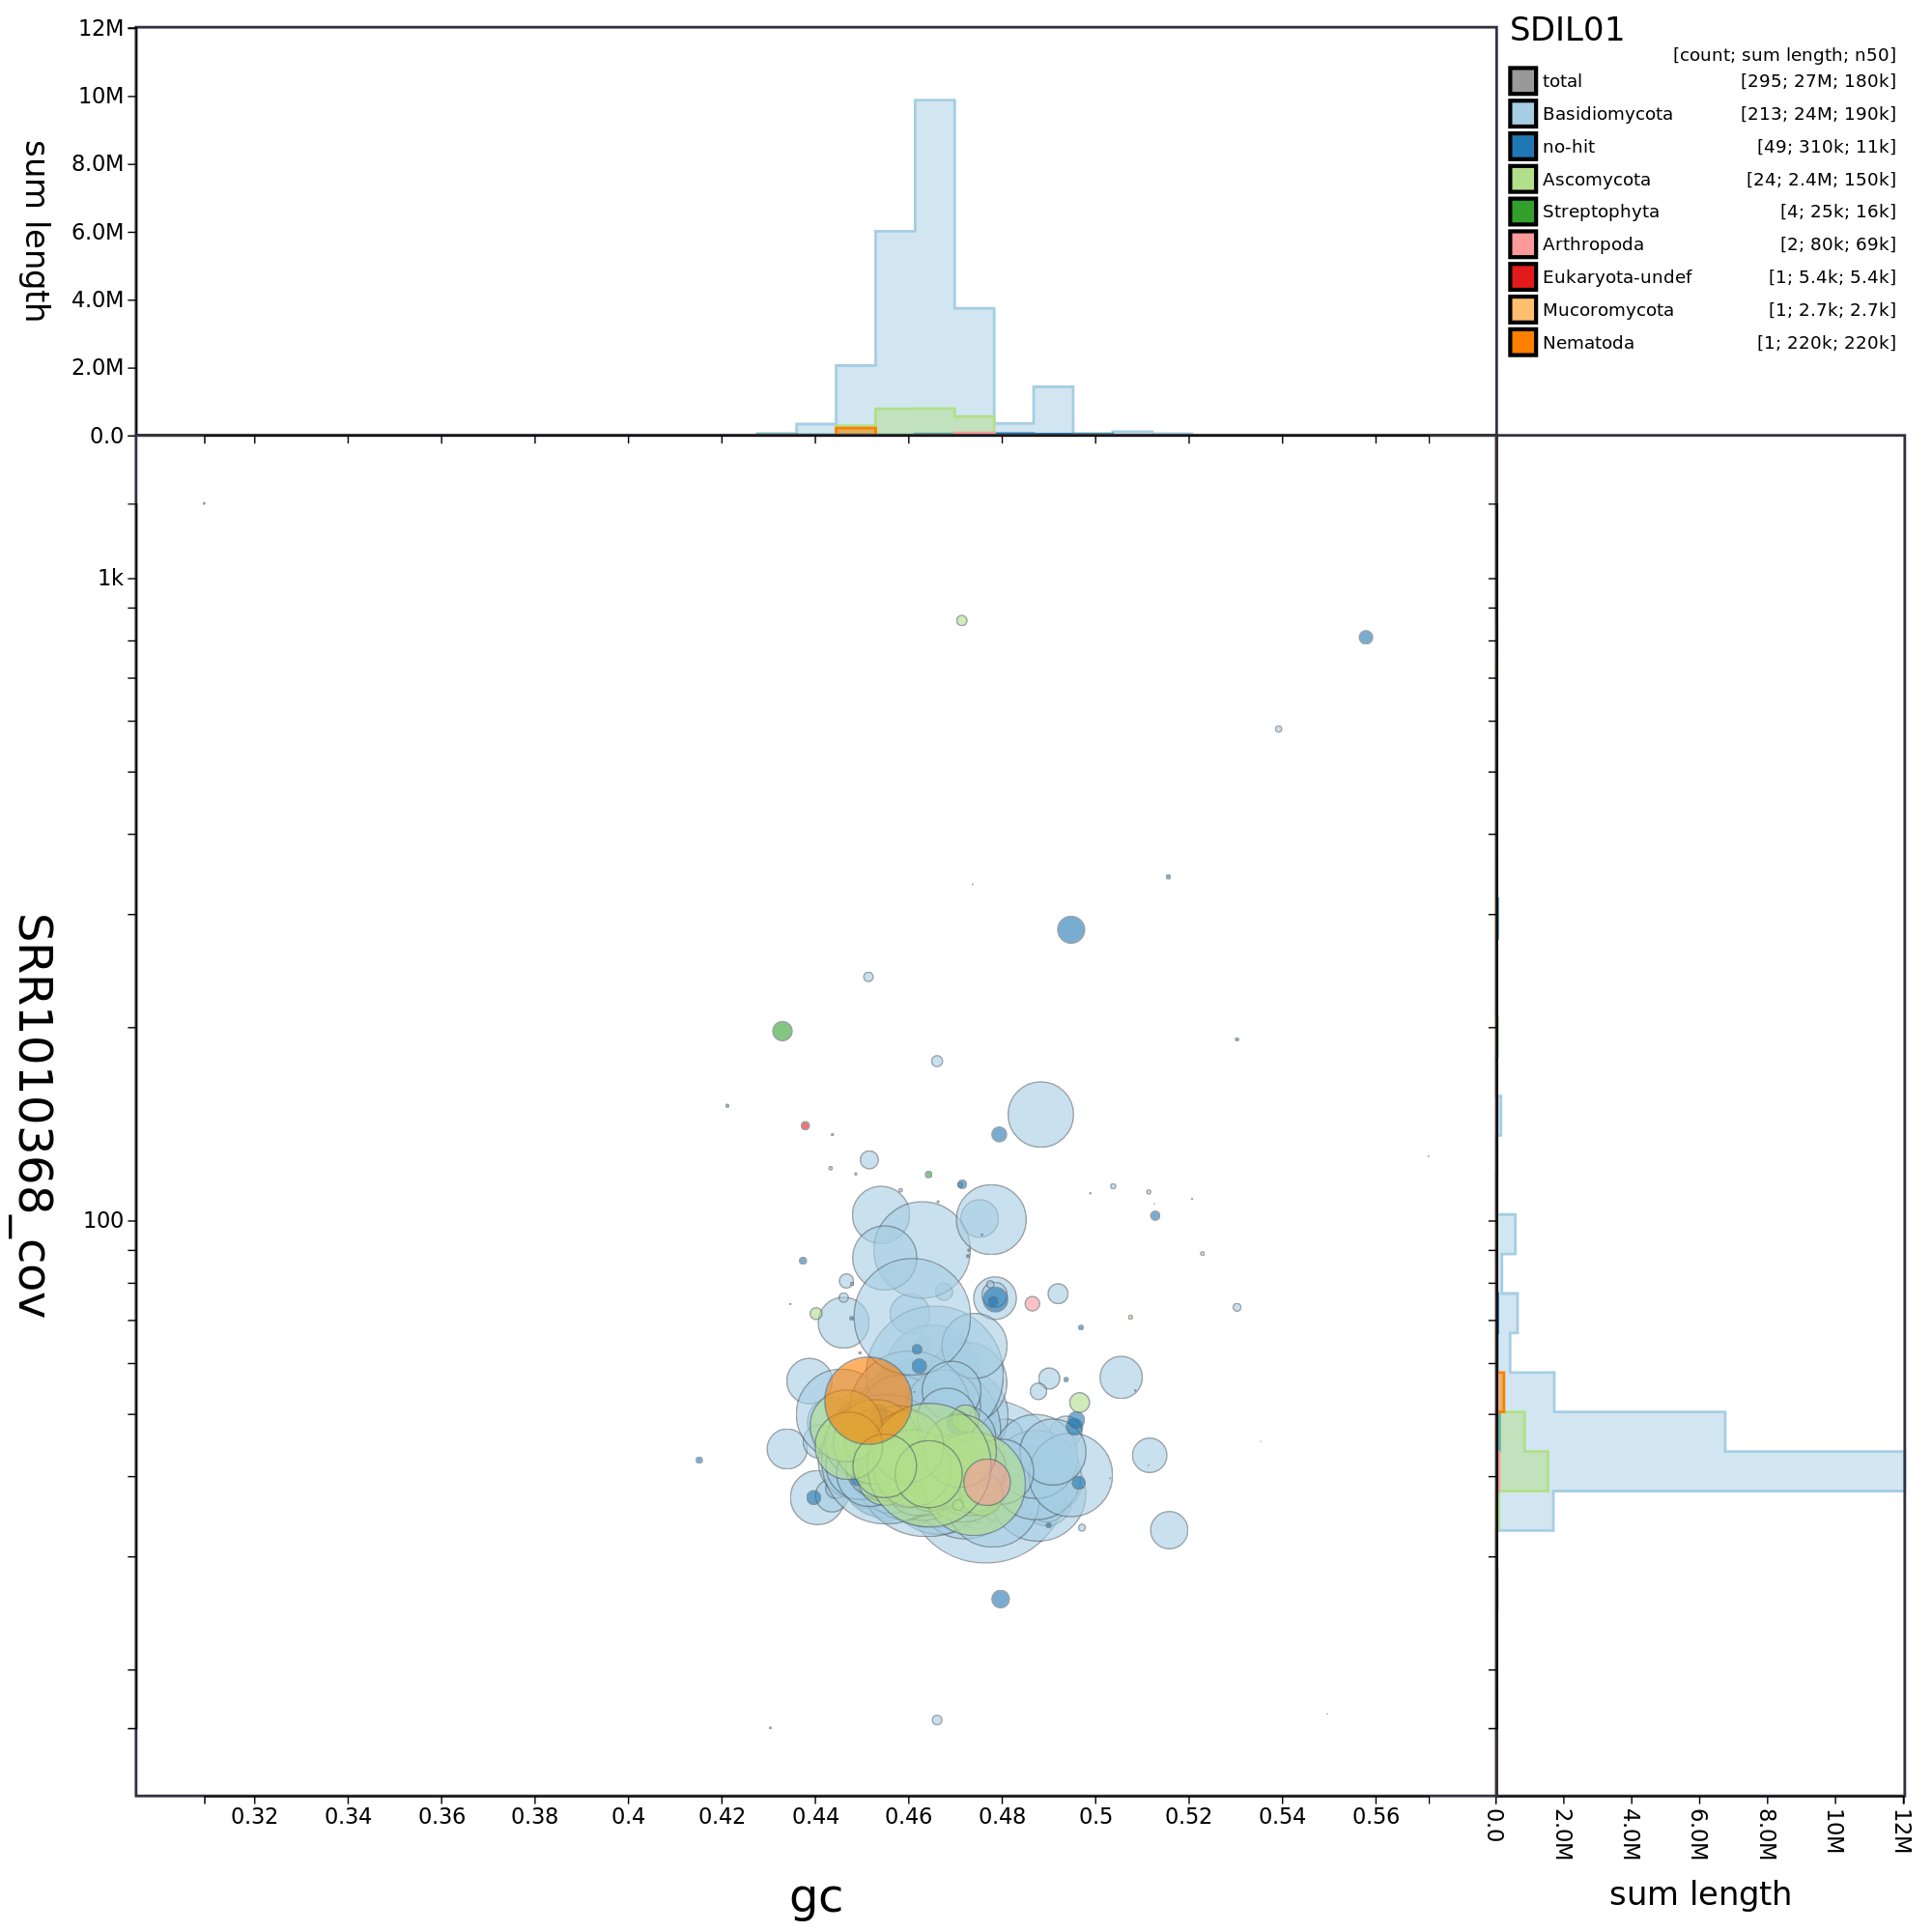 SDIL01
[count; sum length; n50]
total [295; 27M; 180k]
Basidiomycota [213; 24M; 190k]
no-hit [49; 310k; 11k]
Ascomycota [24; 2.4M; 150k]
Streptophyta [4; 25k; 16k]
Arthropoda [2; 80k; 69k]
Eukaryota-undef [1; 5.4k; 5.4k]
Mucoromycota [1; 2.7k; 2.7k]
Nematoda [1; 220k; 220k]
12M
10M
8.0M
6.0M
4.0M
2.0M
0.0
sum length
1k
100
SRR1010368_cov
0.32 0.34 0.36 0.38 0.4 0.42 0.44 0.46 0.48 0.5 0.52 0.54 0.56
gc
0.0 2.0M 4.0M 6.0M 8.0M 10M 12M
sum length